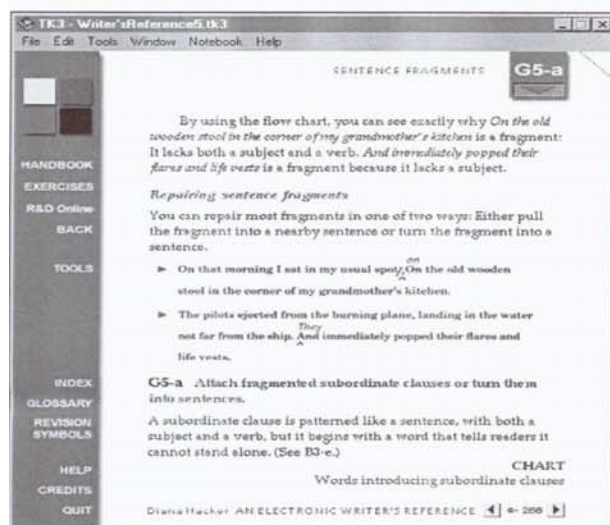 TK3 - Writer'sReference5.tk3
File Edit Tools Window Notebook Help
SENTENCE FRAGMENTS G5-a
By using the flow chart, you can see exactly why On the old
wooden stool in the corner of my grandmother's kitchen is a fragment:
It lacks both a subject and a verb. And immediately popped their
flares and life vests is a fragment because it lacks a subject.
Repairing sentence fragments
You can repair most fragments in one of two ways: Either pull
the fragment into a nearby sentence or turn the fragment into a
sentence.
on
On that morning I sat in my usual spot, On the old wooden
stool in the corner of my grandmother's kitchen.
The pilots ejected from the burning plane, landing in the water
They
not far from the ship. And immediately popped their flares and
life vests.
G5-a Attach fragmented subordinate clauses or turn them
into sentences.
A subordinate clause is patterned like a sentence, with both a
subject and a verb, but it begins with a word that tells readers it
cannot stand alone. (See B3-e.)
CHART
Words introducing subordinate clauses
Diana Hacker AN ELECTRONIC WRITER'S REFERENCE e-266
HANDBOOK
EXERCISES
R&D Online
BACK
TOOLS
INDEX
GLOSSARY
REVISION
SYMBOLS
HELP
CREDITS
QUIT